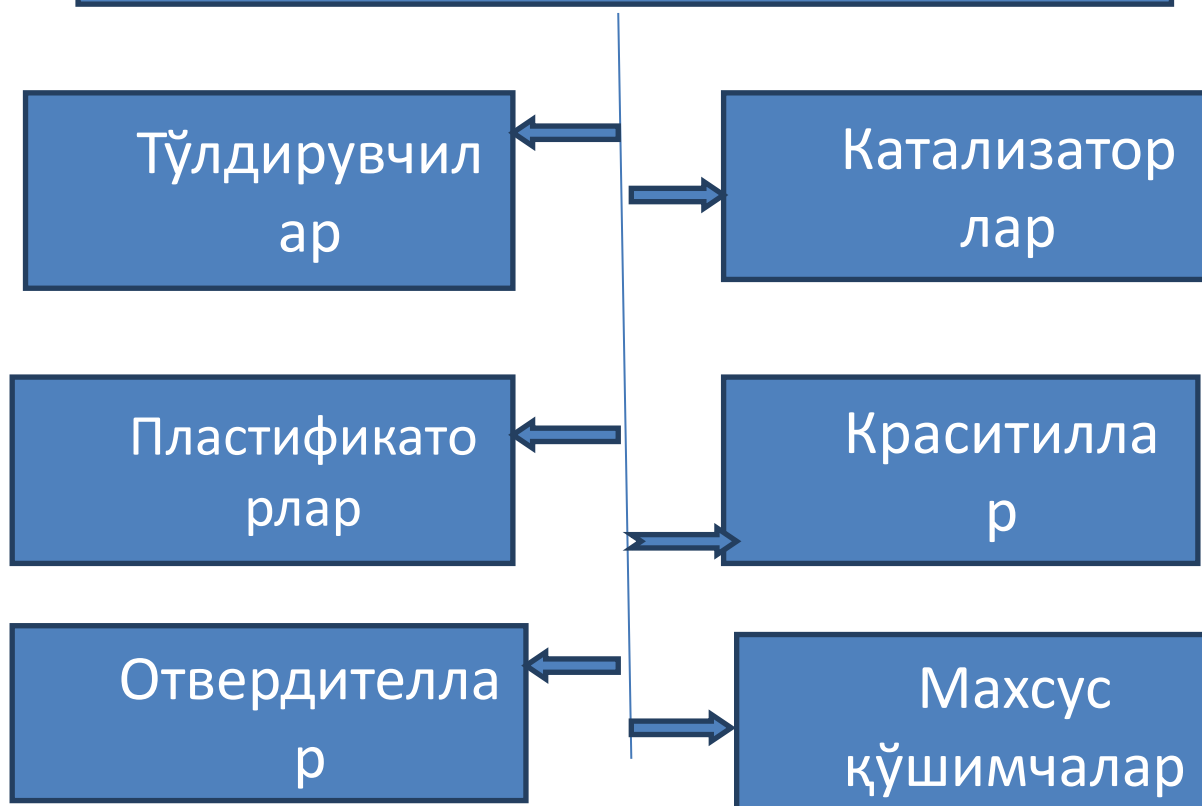 Тўлдирувчил
ар
Катализатор
лар
Пластификато
рлар
Краситилла
р
Отвердителла
р
Махсус
қўшимчалар